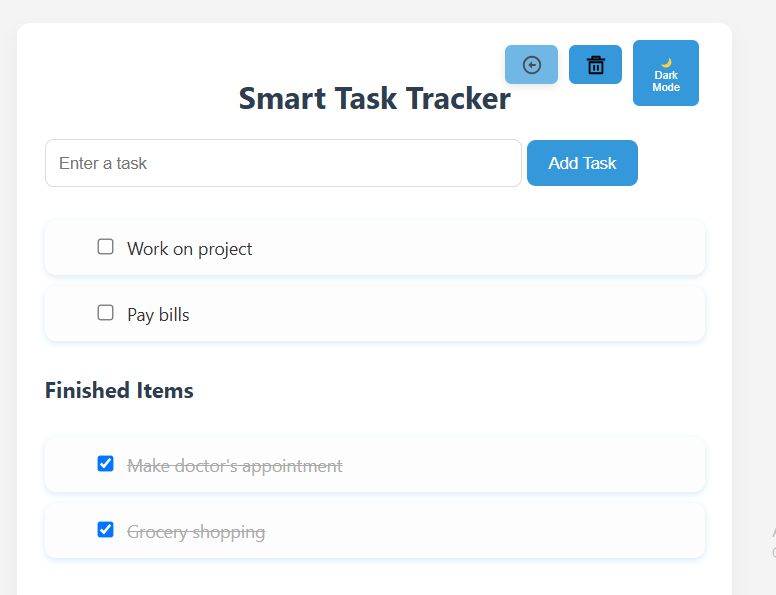 Dark
Mode
Smart Task Tracker
Enter a task
Add Task
Work on project
Pay bills
Finished Items
Make doctor's appointment
Grocery shopping